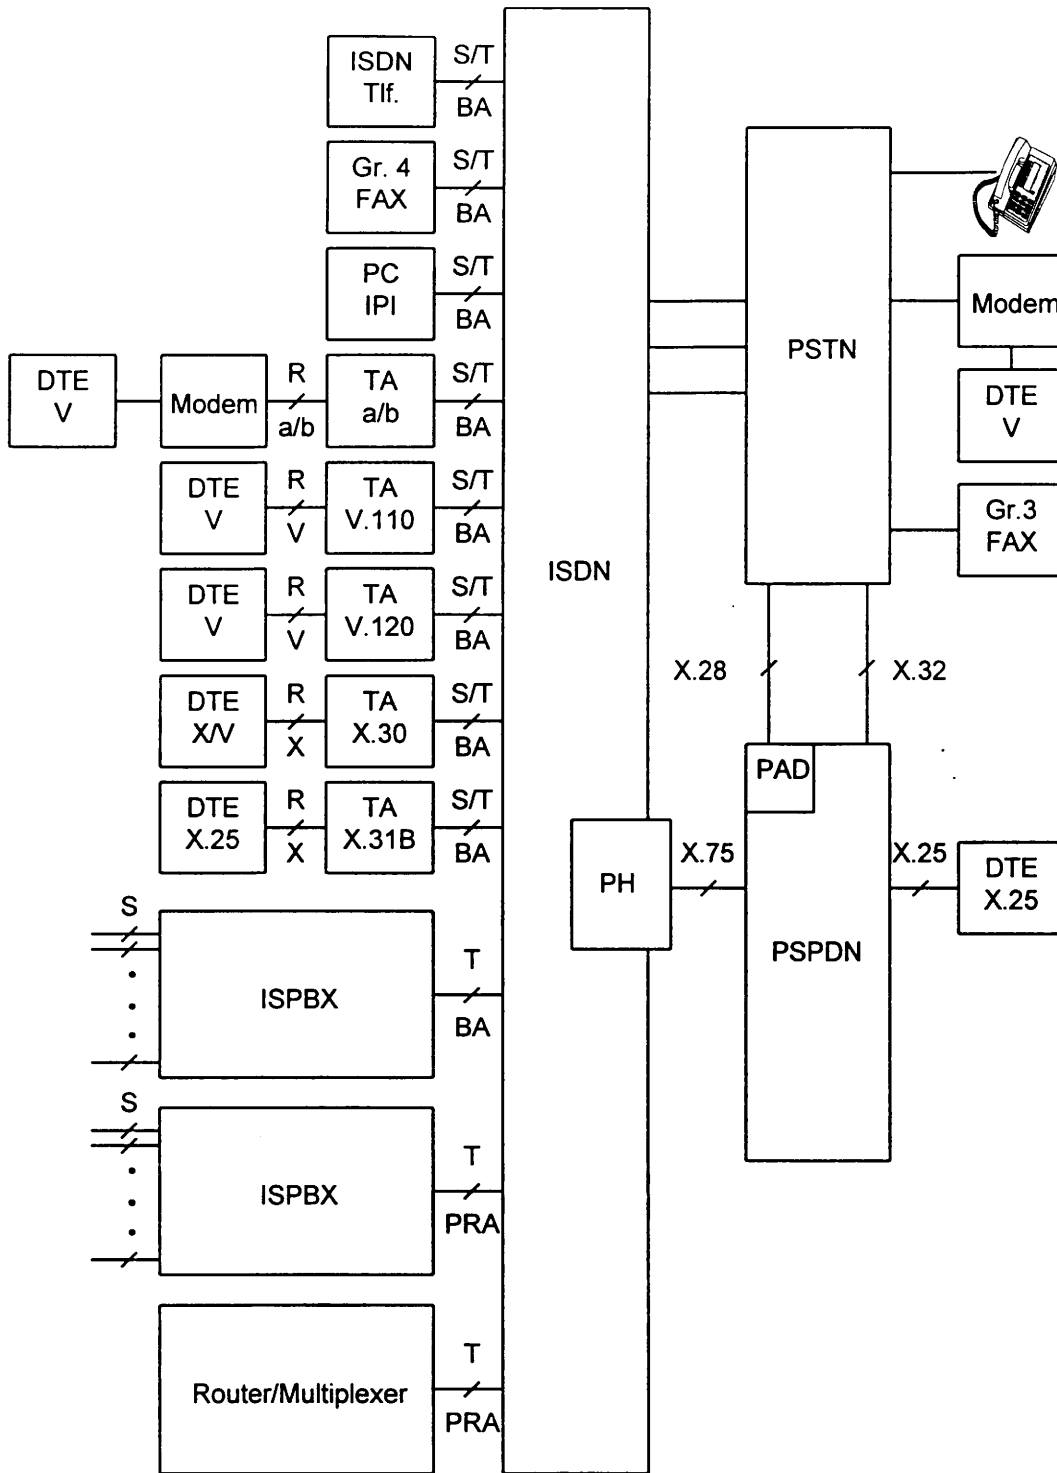 ISDN
Tlf.
S/T
BA
Gr. 4
FAX
S/T
BA
PC
IPI
S/T
BA
DTE
V
Modem
R
a/b
TA
a/b
S/T
BA
DTE
V
R
V
TA
V.110
S/T
BA
DTE
V
R
V
TA
V.120
S/T
BA
DTE
X/V
R
X
TA
X.30
S/T
BA
DTE
X.25
R
X
TA
X.31B
S/T
BA
S
ISPBX
T
BA
S
ISPBX
T
PRA
Router/Multiplexer
T
PRA
ISDN
PH
X.75
PSTN
Modem
DTE
V
Gr.3
FAX
X.28
X.32
PAD
PSPDN
X.25
DTE
X.25